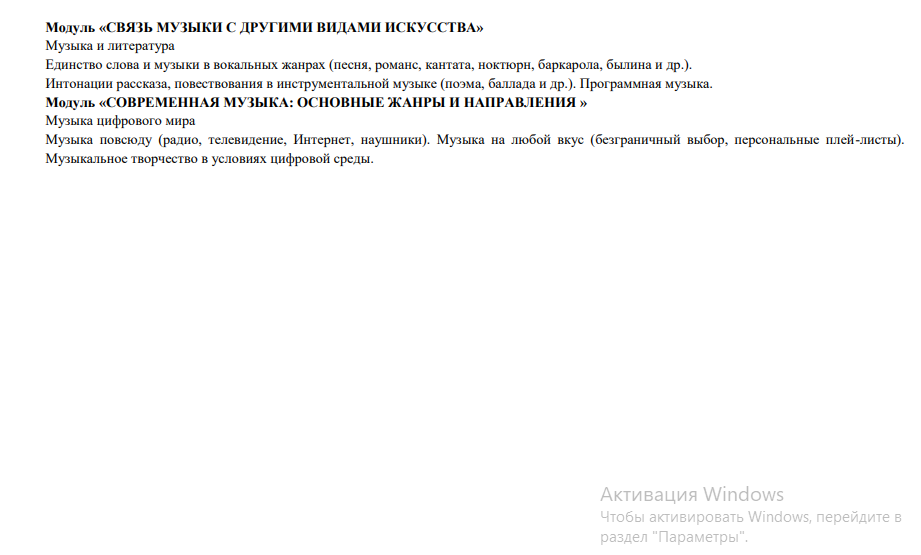 Модуль «СВЯЗЬ МУЗЫКИ С ДРУГИМИ ВИДАМИ ИСКУССТВА»
Музыка и литература
Единство слова и музыки в вокальных жанрах (песня, романс, кантата, ноктюрн, баркарола, былина и др.).
Интонации рассказа, повествования в инструментальной музыке (поэма, баллада и др.). Программная музыка.
Модуль «СОВРЕМЕННАЯ МУЗЫКА: ОСНОВНЫЕ ЖАНРЫ И НАПРАВЛЕНИЯ »
Музыка цифрового мира
Музыка повсюду (радио, телевидение, Интернет, наушники). Музыка на любой вкус (безграничный выбор, персональные плей-листы).
Музыкальное творчество в условиях цифровой среды.
Активация Windows
Чтобы активировать Windows, перейдите в
раздел "Параметры".